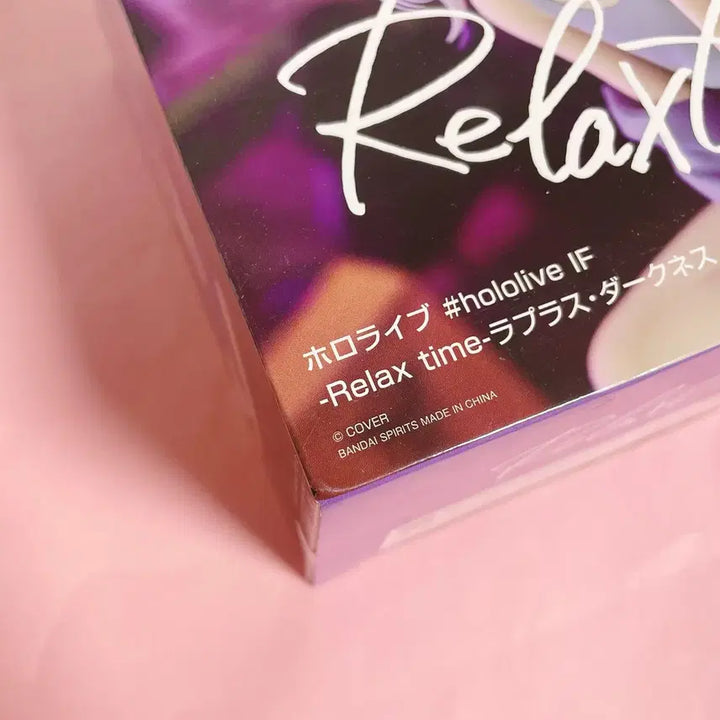 Relax t
ホロライブ #hololive IF
-Relax time-ラプラス・ダークネス
© COVER
BANDAI SPIRITS MADE IN CHINA